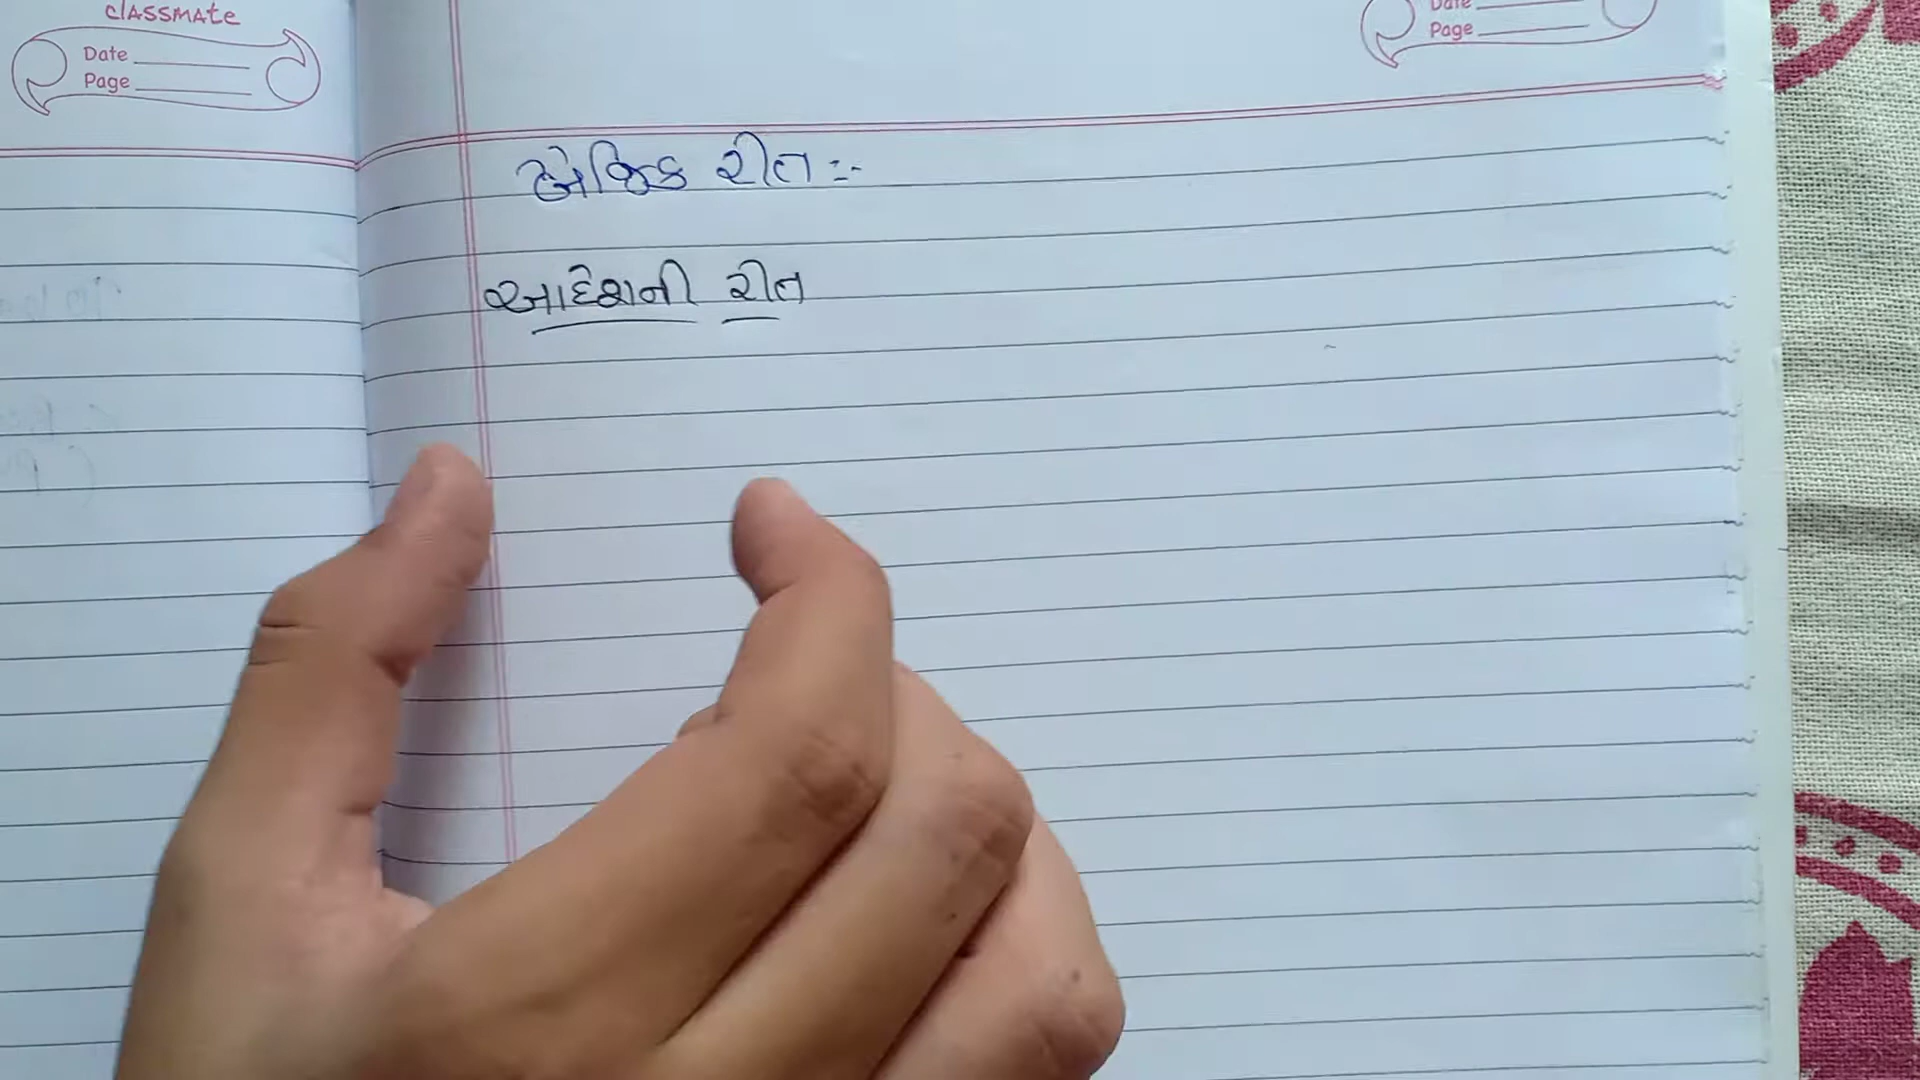 classmate
Date
Page
Date
Page
બૈજિક રીત :-
આદેશની રીત